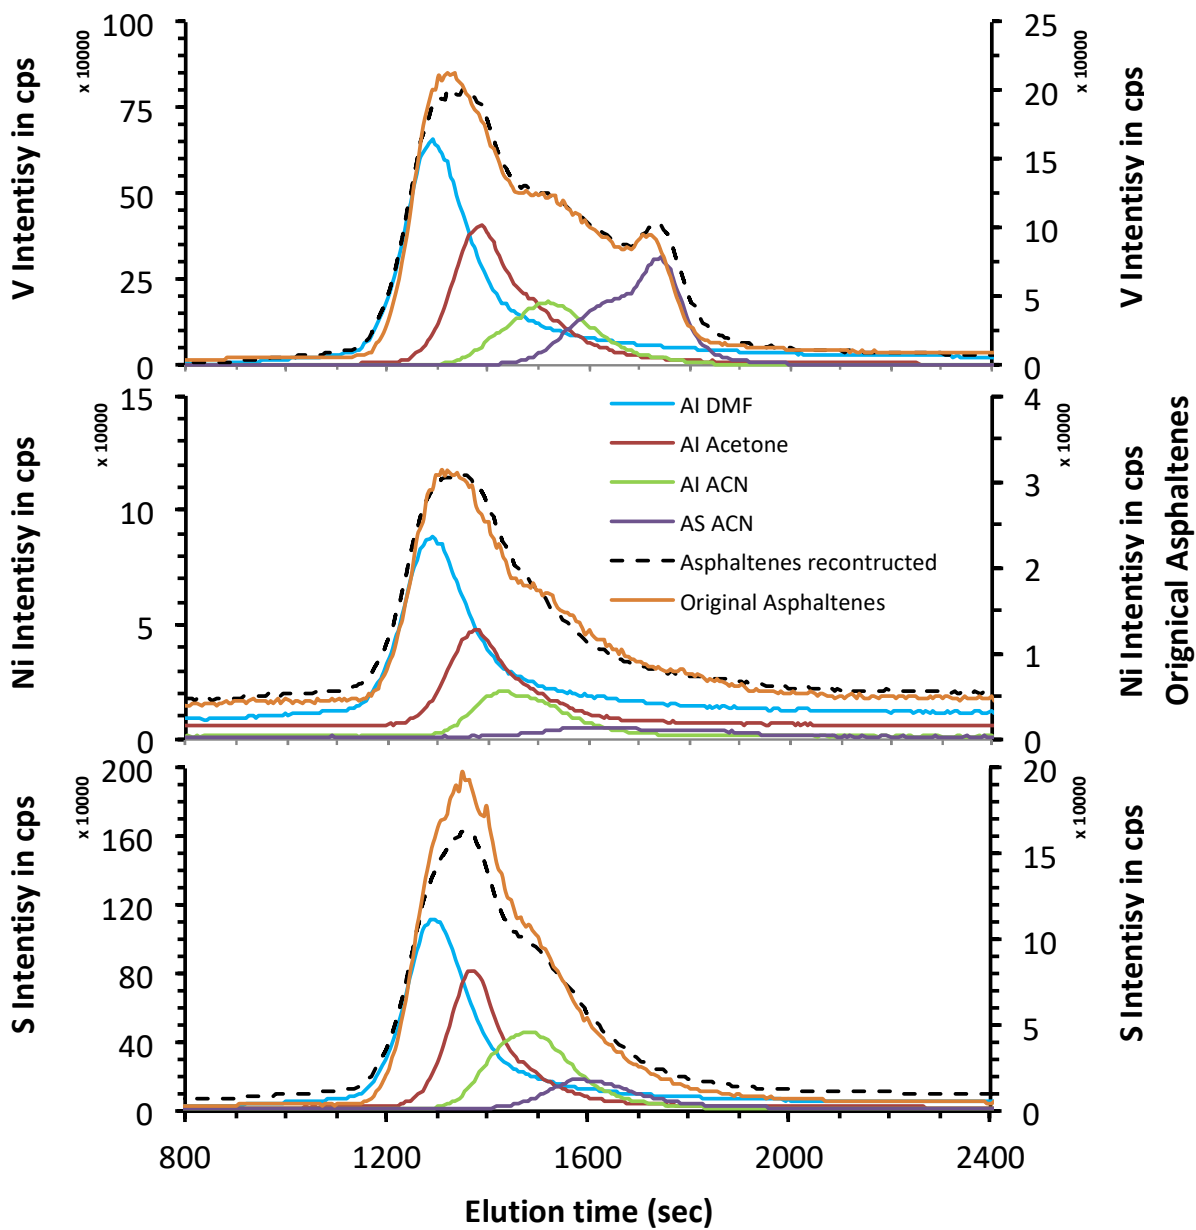 V Intentisy in cps
x 10000
100
75
50
25
0
25
20
15
10
5
0
x 10000
V Intentisy in cps
Ni Intentisy in cps
x 10000
15
10
5
0
AI DMF
AI Acetone
AI ACN
AS ACN
Asphaltenes recontructed
Original Asphaltenes
4
3
2
1
0
x 10000
Ni Intentisy in cps
Orignical Asphaltenes
S Intentisy in cps
x 10000
200
160
120
80
40
0
20
15
10
5
0
x 10000
S Intentisy in cps
800 1200 1600 2000 2400
Elution time (sec)